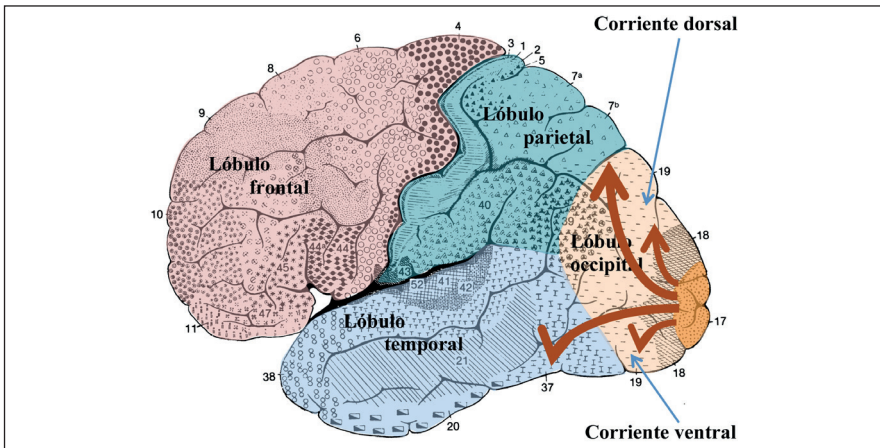 Corriente dorsal
4
3
1
2
5
6
8
7a
7b
9
Lóbulo
parietal
Lóbulo
frontal
19
10
40
39
18
44
44
Lóbulo
occipital
45
43
52
41
42
47
11
17
Lóbulo
temporal
21
38
37
19
18
20
Corriente ventral